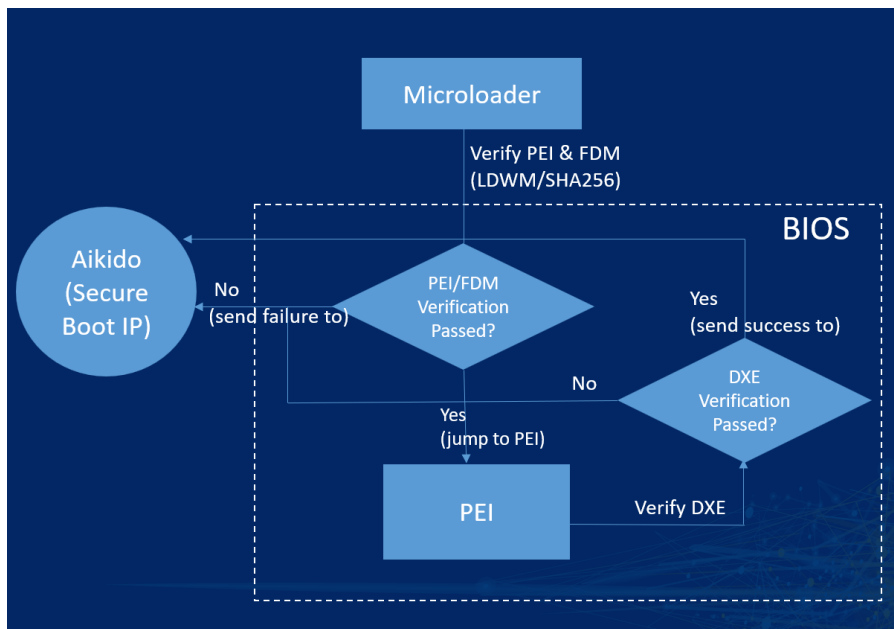 Microloader
Verify PEI & FDM
(LDWM/SHA256)
BIOS
Aikido
(Secure
Boot IP)
No
(send failure to)
PEI/FDM
Verification
Passed?
Yes
(send success to)
No
DXE
Verification
Passed?
Yes
(jump to PEI)
PEI
Verify DXE